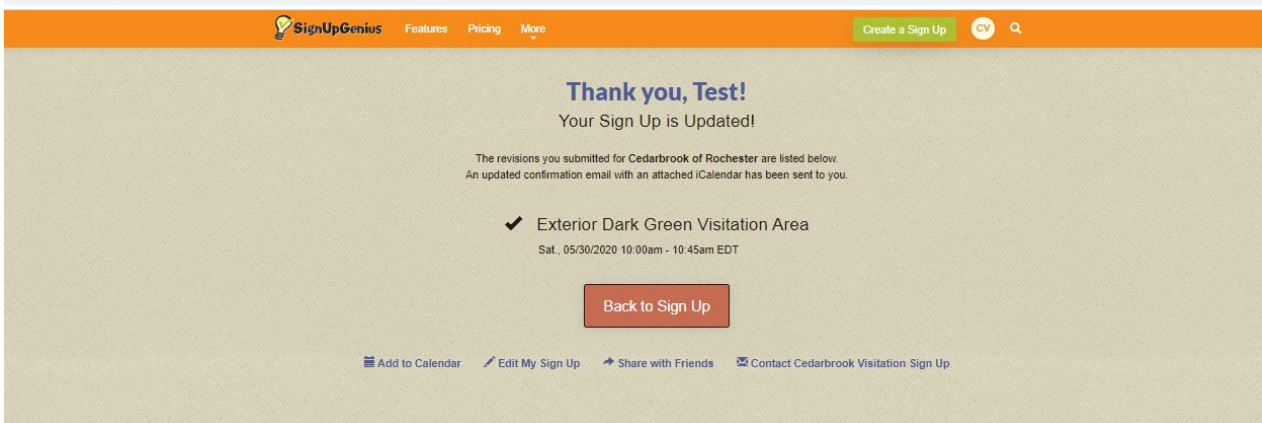 SignUpGenius Features Pricing More Create a Sign Up CV
Thank you, Test!
Your Sign Up is Updated!
The revisions you submitted for Cedarbrook of Rochester are listed below.
An updated confirmation email with an attached iCalendar has been sent to you.
Exterior Dark Green Visitation Area
Sat., 05/30/2020 10:00am - 10:45am EDT
Back to Sign Up
Add to Calendar Edit My Sign Up Share with Friends Contact Cedarbrook Visitation Sign Up